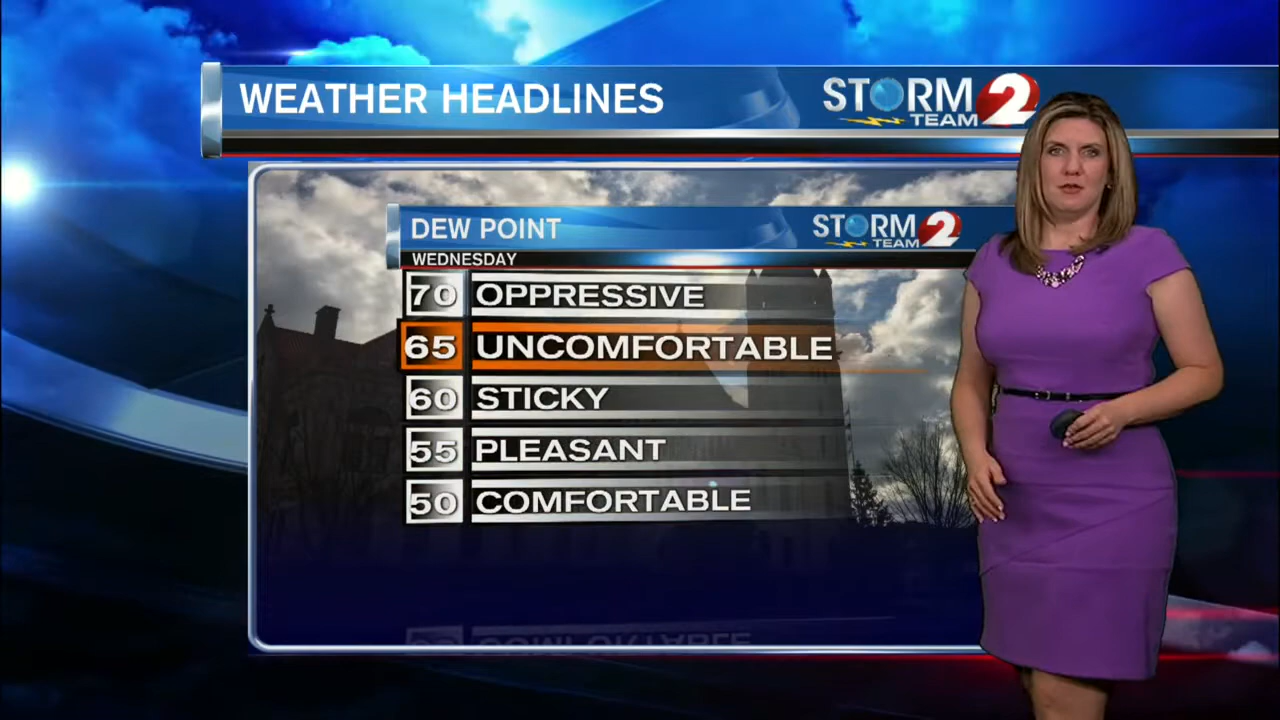 WEATHER HEADLINES
STORM TEAM 2
DEW POINT
STORM TEAM 2
WEDNESDAY
70 OPPRESSIVE
65 UNCOMFORTABLE
60 STICKY
55 PLEASANT
50 COMFORTABLE